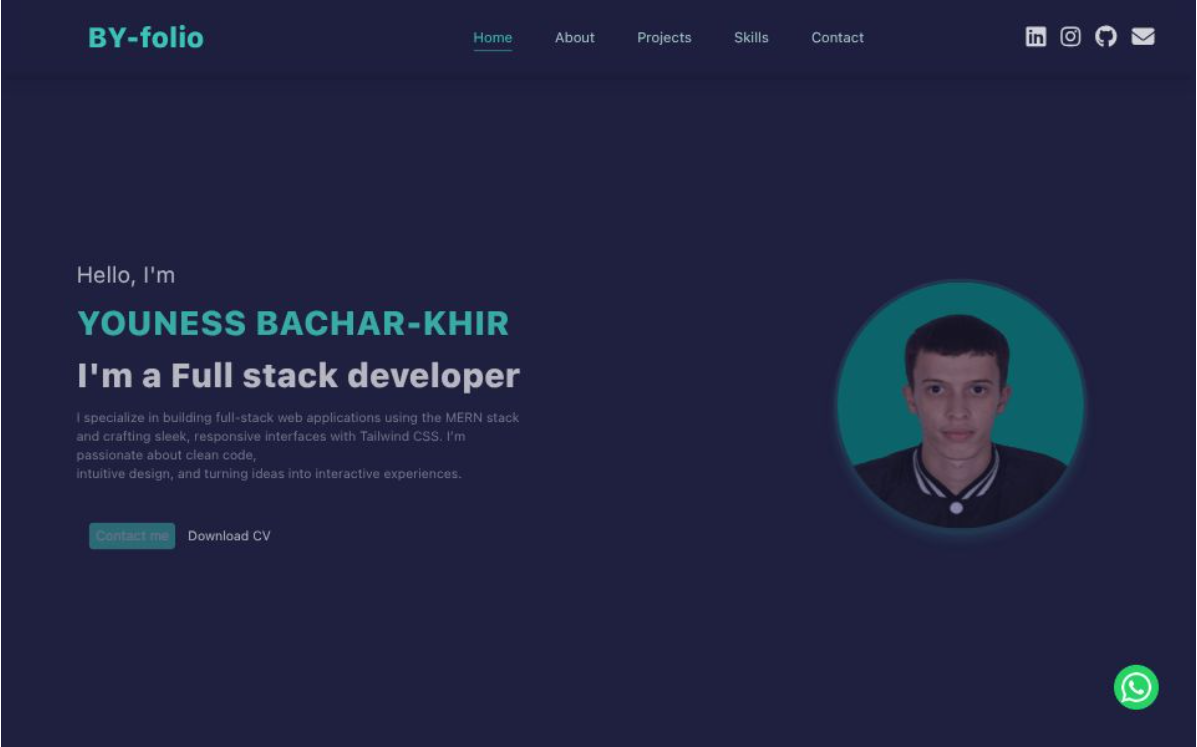 BY-folio
Home About Projects Skills Contact
Hello, I'm
YOUNESS BACHAR-KHIR
I'm a Full stack developer
I specialize in building full-stack web applications using the MERN stack
and crafting sleek, responsive interfaces with Tailwind CSS. I'm
passionate about clean code,
intuitive design, and turning ideas into interactive experiences.
Contact me Download CV